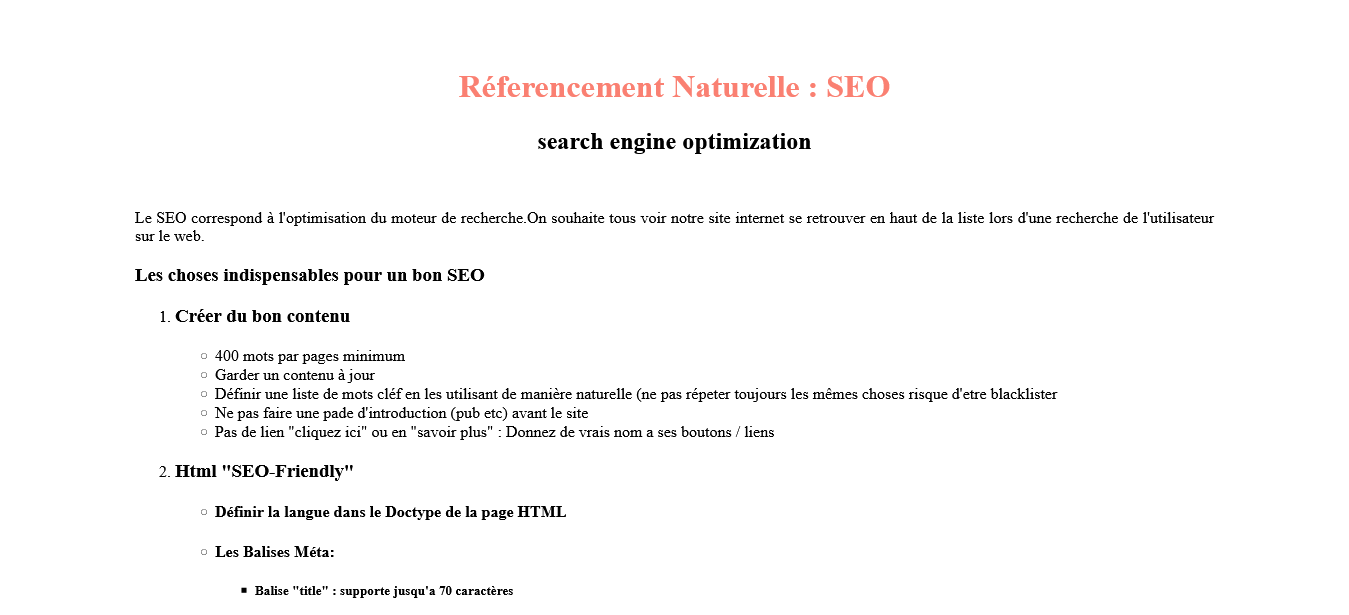 Réferencement Naturelle : SEO
search engine optimization
Le SEO correspond à l'optimisation du moteur de recherche.On souhaite tous voir notre site internet se retrouver en haut de la liste lors d'une recherche de l'utilisateur
sur le web.
Les choses indispensables pour un bon SEO
1. Créer du bon contenu
400 mots par pages minimum
Garder un contenu à jour
Définir une liste de mots cléf en les utilisant de manière naturelle (ne pas répeter toujours les mêmes choses risque d'etre blacklister
Ne pas faire une pade d'introduction (pub etc) avant le site
Pas de lien "cliquez ici" ou en "savoir plus" : Donnez de vrais nom a ses boutons / liens
2. Html "SEO-Friendly"
Définir la langue dans le Doctype de la page HTML
Les Balises Méta:
Balise "title" : supporte jusqu'a 70 caractères